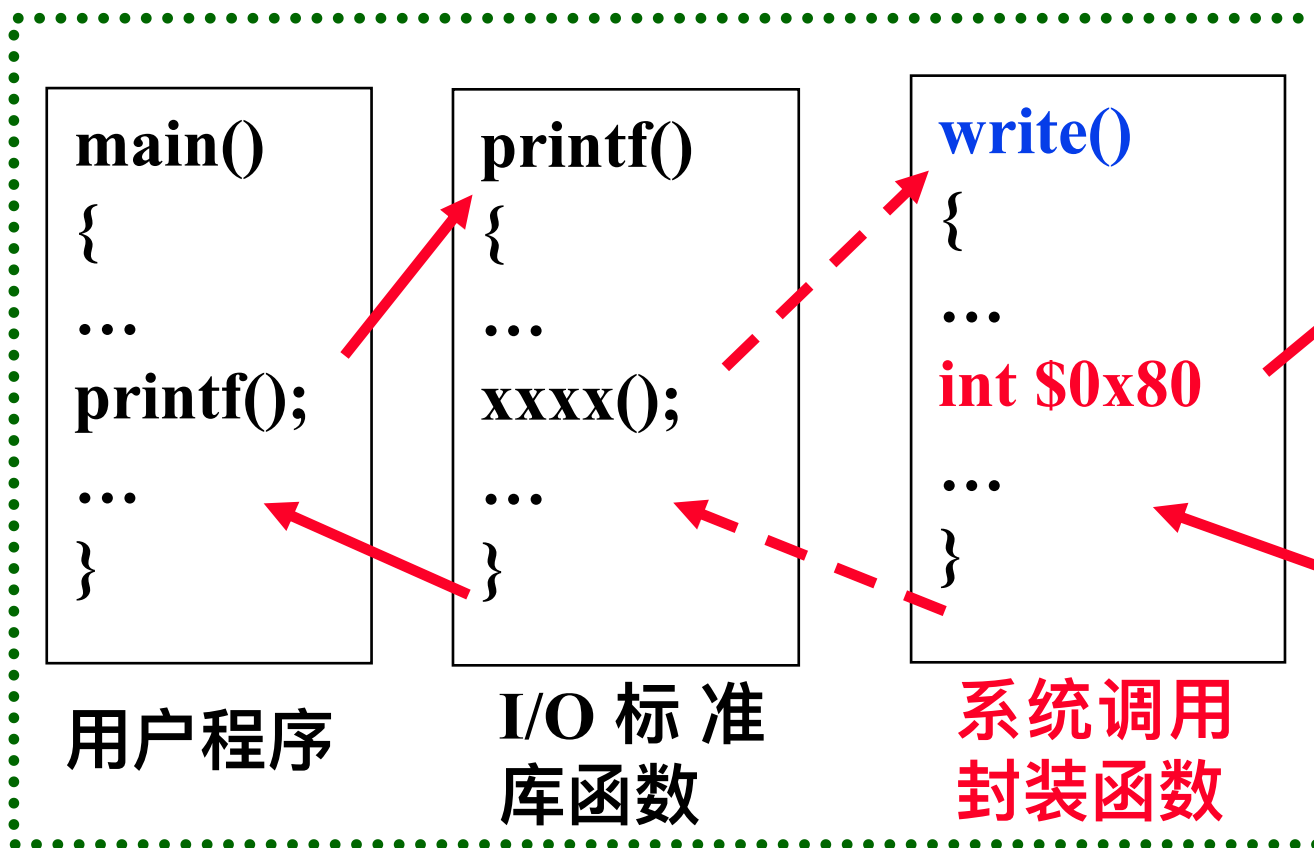 main()
{
…
printf();
…
}
用户程序
printf()
{
…
xxxx();
…
}
I/O 标 准
库函数
write()
{
…
int $0x80
…
}
系统调用
封装函数